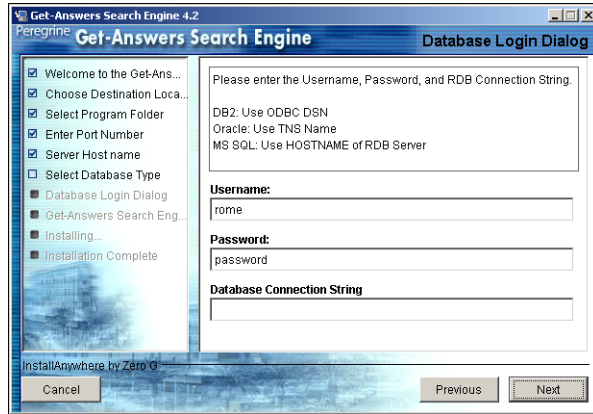 Get-Answers Search Engine 4.2
Peregrine Get-Answers Search Engine
Database Login Dialog
Welcome to the Get-Ans...
Choose Destination Loca...
Select Program Folder
Enter Port Number
Server Host name
Select Database Type
Database Login Dialog
Get-Answers Search Eng...
Installing...
Installation Complete
Please enter the Username, Password, and RDB Connection String.
DB2: Use ODBC DSN
Oracle: Use TNS Name
MS SQL: Use HOSTNAME of RDB Server
Username:
rome
Password:
password
Database Connection String
InstallAnywhere by Zero G
Cancel
Previous
Next